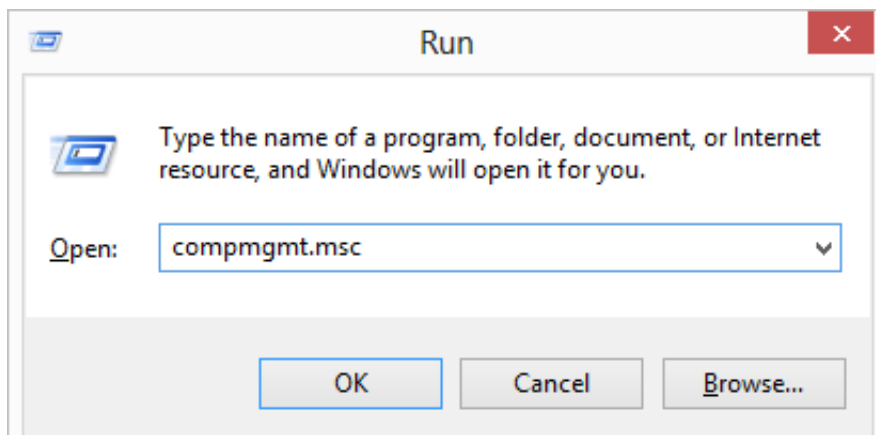 Run
Type the name of a program, folder, document, or Internet
resource, and Windows will open it for you.
Open: compmgmt.msc
OK Cancel Browse...